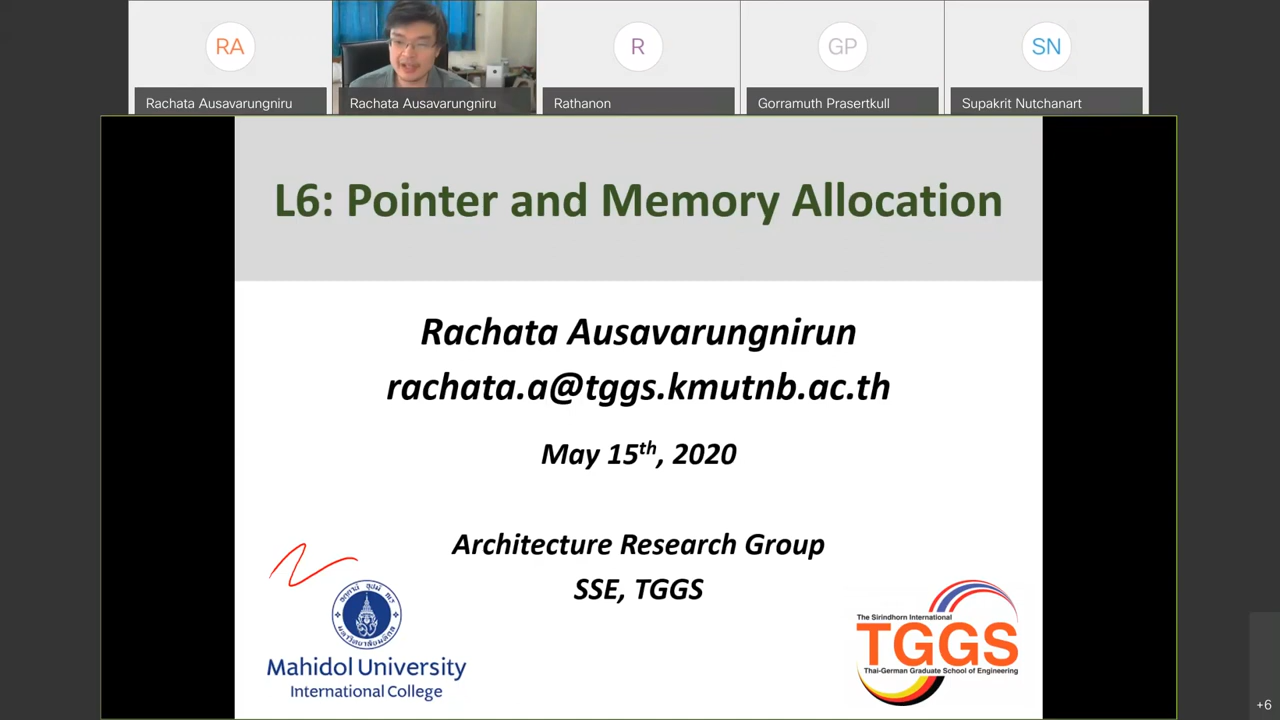 RA
R
GP
SN
Rachata Ausavarungniru
Rachata Ausavarungniru
Rathanon
Gorramuth Prasertkull
Supakrit Nutchanart
L6: Pointer and Memory Allocation
Rachata Ausavarungnirun
rachata.a@tggs.kmutnb.ac.th
May 15th, 2020
Architecture Research Group
SSE, TGGS
Mahidol University
International College
The Sirindhorn International
TGGS
Thai-German Graduate School of Engineering
+6